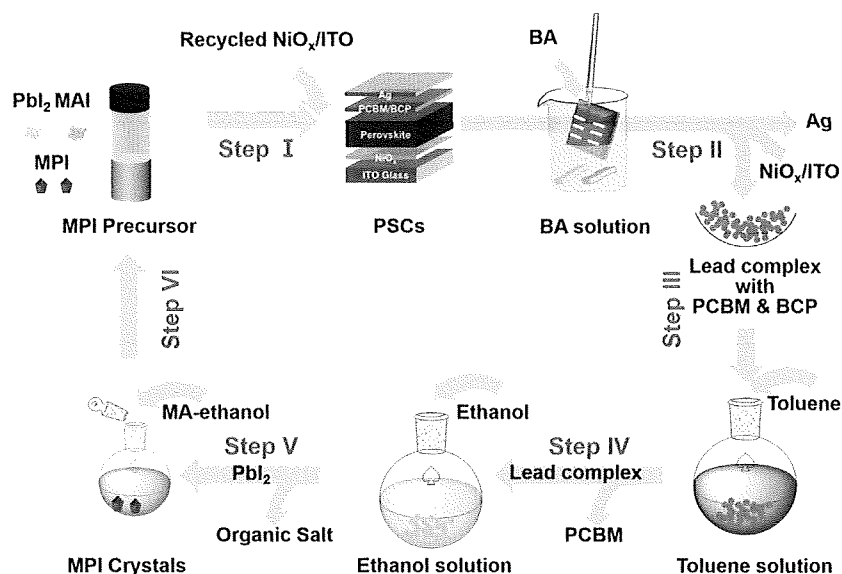 Recycled NiOₓ/ITO
PbI₂ MAI
MPI
MPI Precursor
Step I
Ag
PCBM/BCP
Perovskite
NiOₓ
ITO Glass
PSCs
BA
BA solution
Step II
Ag
NiOₓ/ITO
Lead complex
with
PCBM & BCP
Step III
Toluene
Toluene solution
Step IV
Lead complex
PCBM
Ethanol
Ethanol solution
Step V
PbI₂
Organic Salt
MA-ethanol
MPI Crystals
Step VI